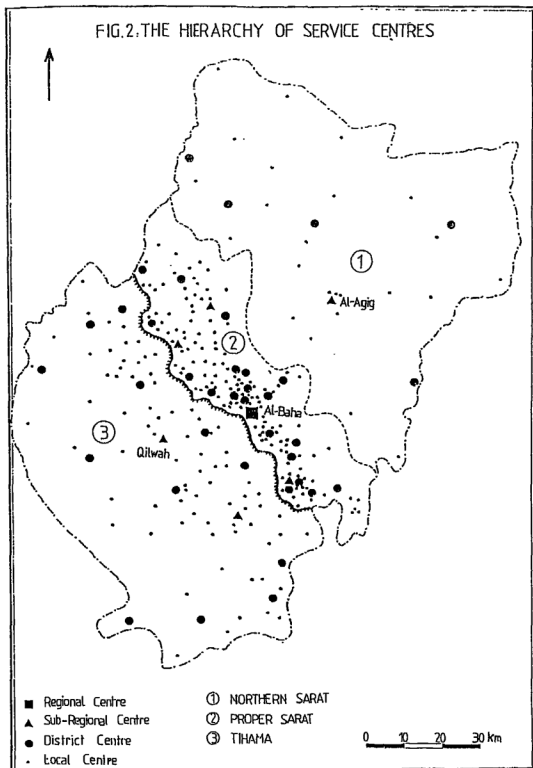 FIG.2:THE HIERARCHY OF SERVICE CENTRES
①
Al-Agig
②
Al-Baha
③
Qilwah
Regional Centre
Sub-Regional Centre
District Centre
Local Centre
① NORTHERN SARAT
② PROPER SARAT
③ TIHAMA
0 10 20 30 km